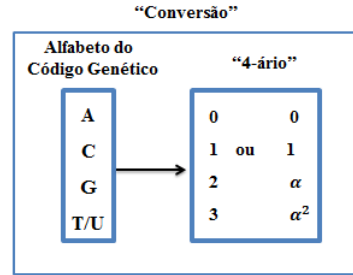 “Conversão”
Alfabeto do
Código Genético
“4-ário”
A
C
G
T/U
0 0
1 ou 1
2 α
3 α²